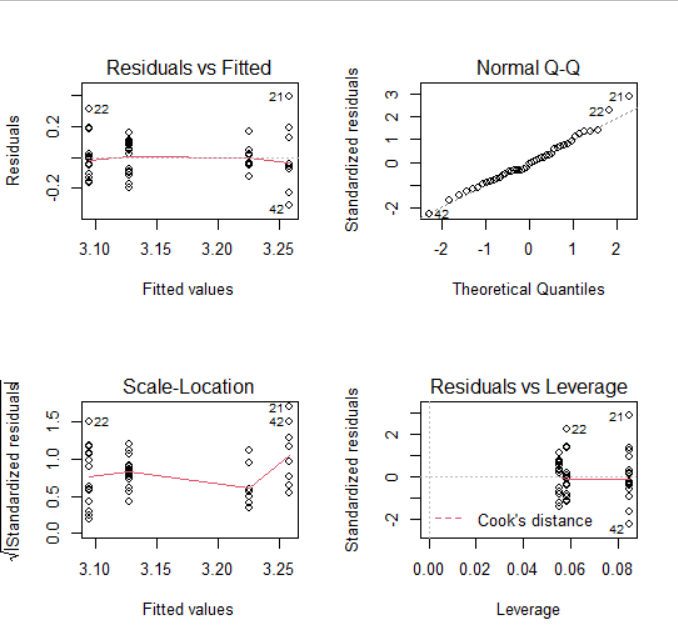 Residuals vs Fitted
Residuals
-0.2 0.2
22
21
42
3.10 3.15 3.20 3.25
Fitted values
Normal Q-Q
Standardized residuals
-2 0 1 2 3
42
22
21
-2 -1 0 1 2
Theoretical Quantiles
Scale-Location
√|Standardized residuals|
0.0 0.5 1.0 1.5
22
21
42
3.10 3.15 3.20 3.25
Fitted values
Residuals vs Leverage
Standardized residuals
-2 0 2
22
21
42
Cook's distance
0.00 0.02 0.04 0.06 0.08
Leverage